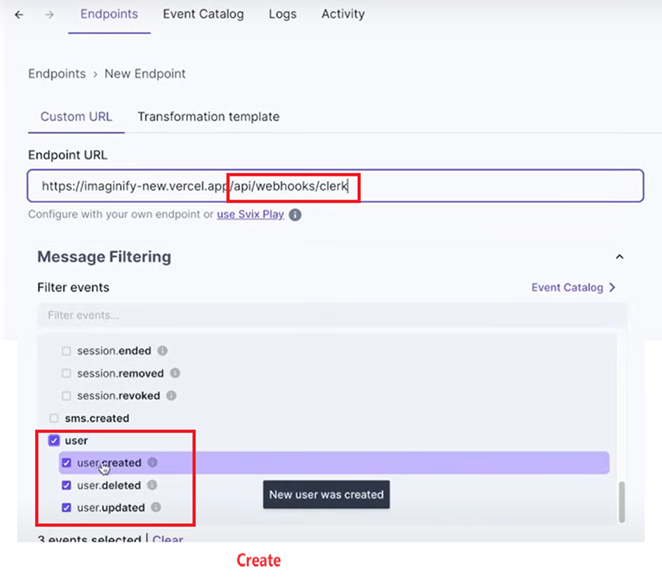 Endpoints Event Catalog Logs Activity
Endpoints > New Endpoint
Custom URL Transformation template
Endpoint URL
https://imaginify-new.vercel.app/api/webhooks/clerk
Configure with your own endpoint or use Svix Play
Message Filtering
Filter events Event Catalog
Filter events...
session.ended
session.removed
session.revoked
sms.created
user
user.created
user.deleted
New user was created
user.updated
3 events selected | Clear
Create